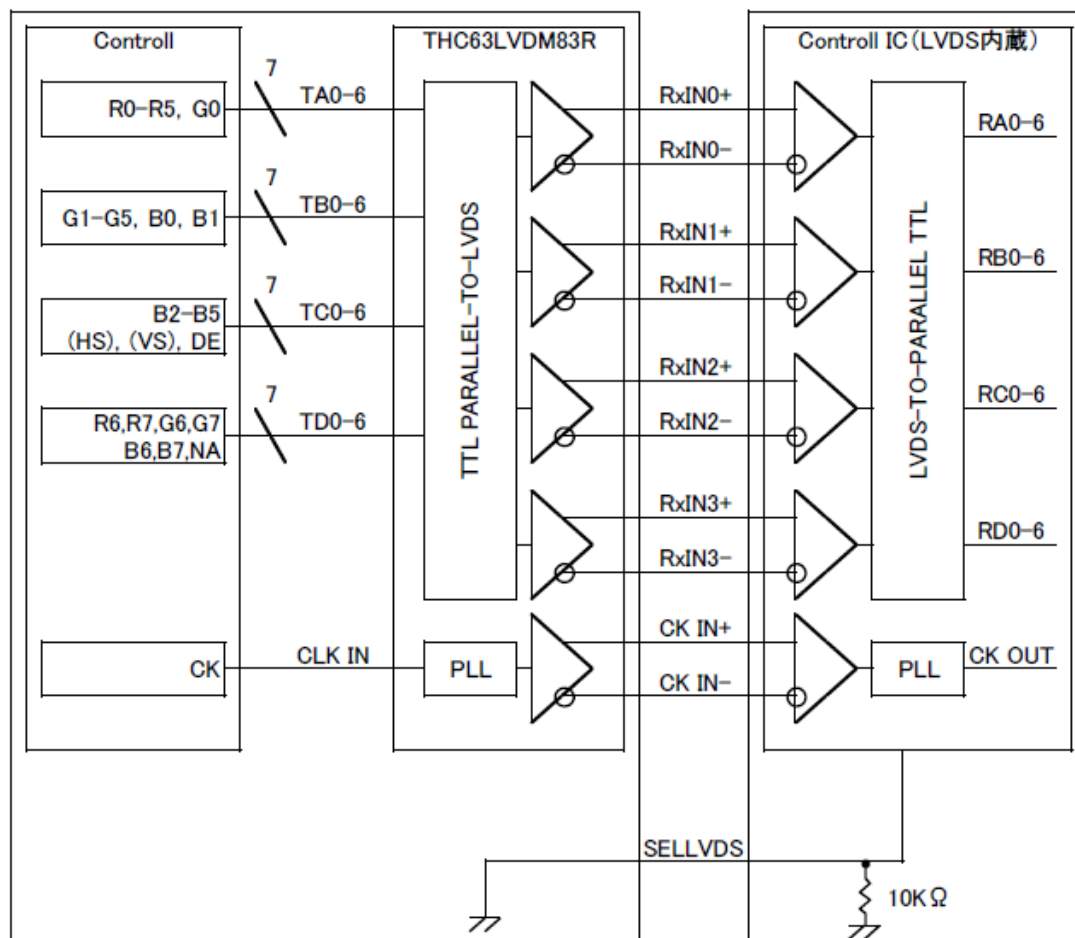 Controll
THC63LVDM83R
Controll IC(LVDS内蔵)
R0-R5, G0
7
TA0-6
RxIN0+
RxIN0-
RA0-6
G1-G5, B0, B1
7
TB0-6
RxIN1+
RxIN1-
RB0-6
B2-B5
(HS), (VS), DE
7
TC0-6
RxIN2+
RxIN2-
RC0-6
R6,R7,G6,G7
B6,B7,NA
7
TD0-6
RxIN3+
RxIN3-
RD0-6
TTL PARALLEL-TO-LVDS
LVDS-TO-PARALLEL TTL
CK
CLK IN
PLL
CK IN+
CK IN-
PLL
CK OUT
SELLVDS
10KΩ